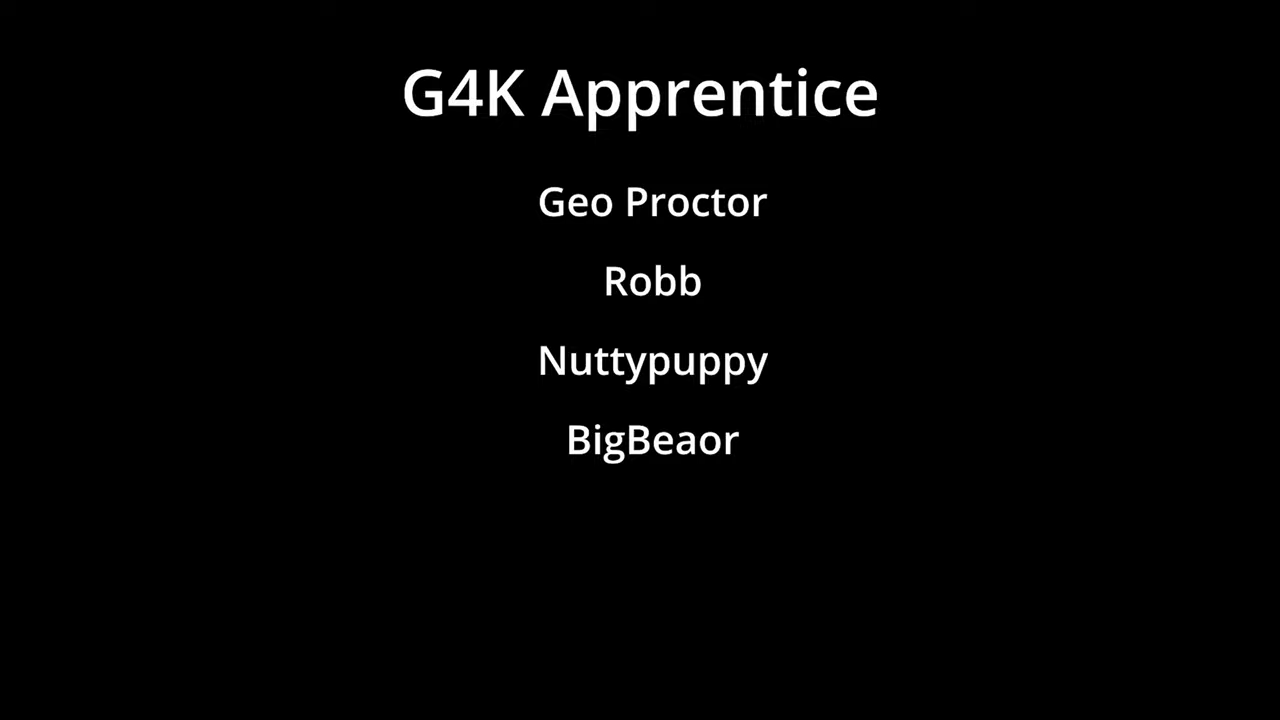 G4K Apprentice
Geo Proctor
Robb
Nuttypuppy
BigBeaor